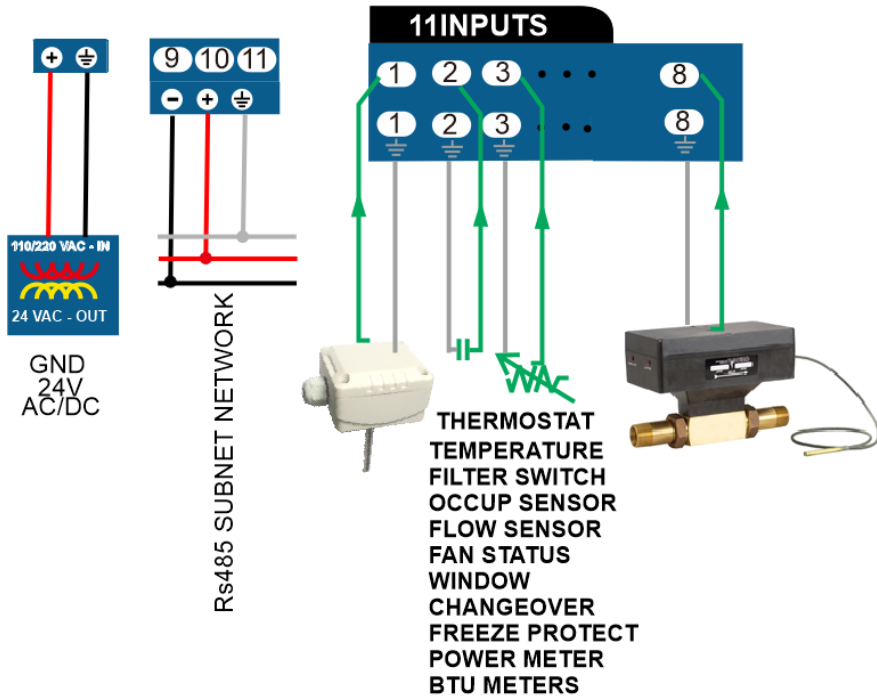 11INPUTS
+
9 10 11
- +
1 2 3 . . . 8
1 2 3 . . . 8
110/220 VAC - IN
24 VAC - OUT
GND
24V
AC/DC
Rs485 SUBNET NETWORK
THERMOSTAT
TEMPERATURE
FILTER SWITCH
OCCUP SENSOR
FLOW SENSOR
FAN STATUS
WINDOW
CHANGEOVER
FREEZE PROTECT
POWER METER
BTU METERS